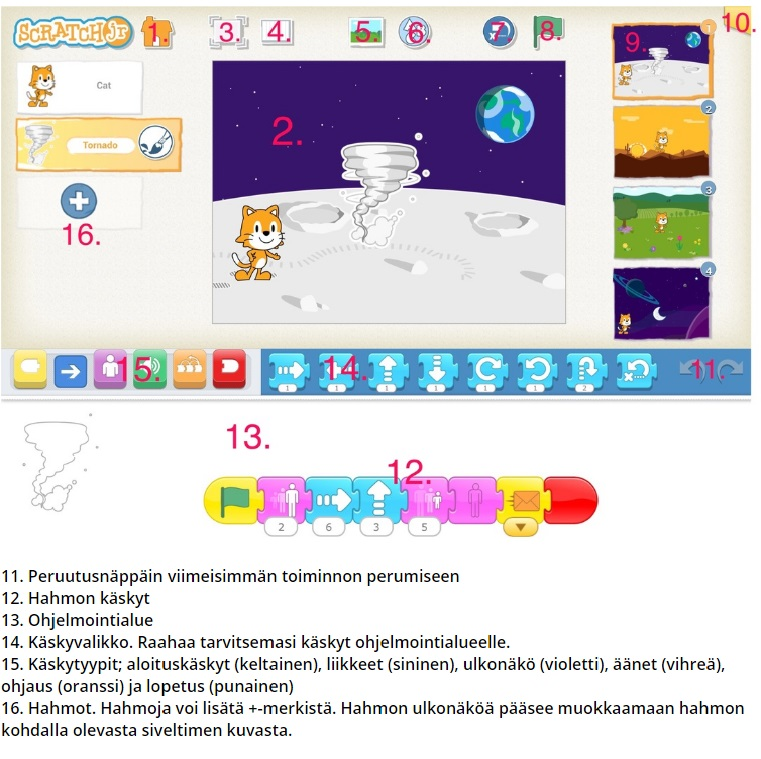 SCRATCHJr 1. 3. 4. 5. 6. 7. 8. 10.
9. 1
Cat
2.
2
Tornado
3
16.
4
15. 14. 11.
1 1 1 1 1 1 2
13.
12.
2 6 3 5
11. Peruutusnäppäin viimeisimmän toiminnon perumiseen
12. Hahmon käskyt
13. Ohjelmointialue
14. Käskyvalikko. Raahaa tarvitsemasi käskyt ohjelmointialueelle.
15. Käskytyypit; aloituskäskyt (keltainen), liikkeet (sininen), ulkonäkö (violetti), äänet (vihreä),
ohjaus (oranssi) ja lopetus (punainen)
16. Hahmot. Hahmoja voi lisätä +-merkistä. Hahmon ulkonäköä pääsee muokkaamaan hahmon
kohdalla olevasta siveltimen kuvasta.